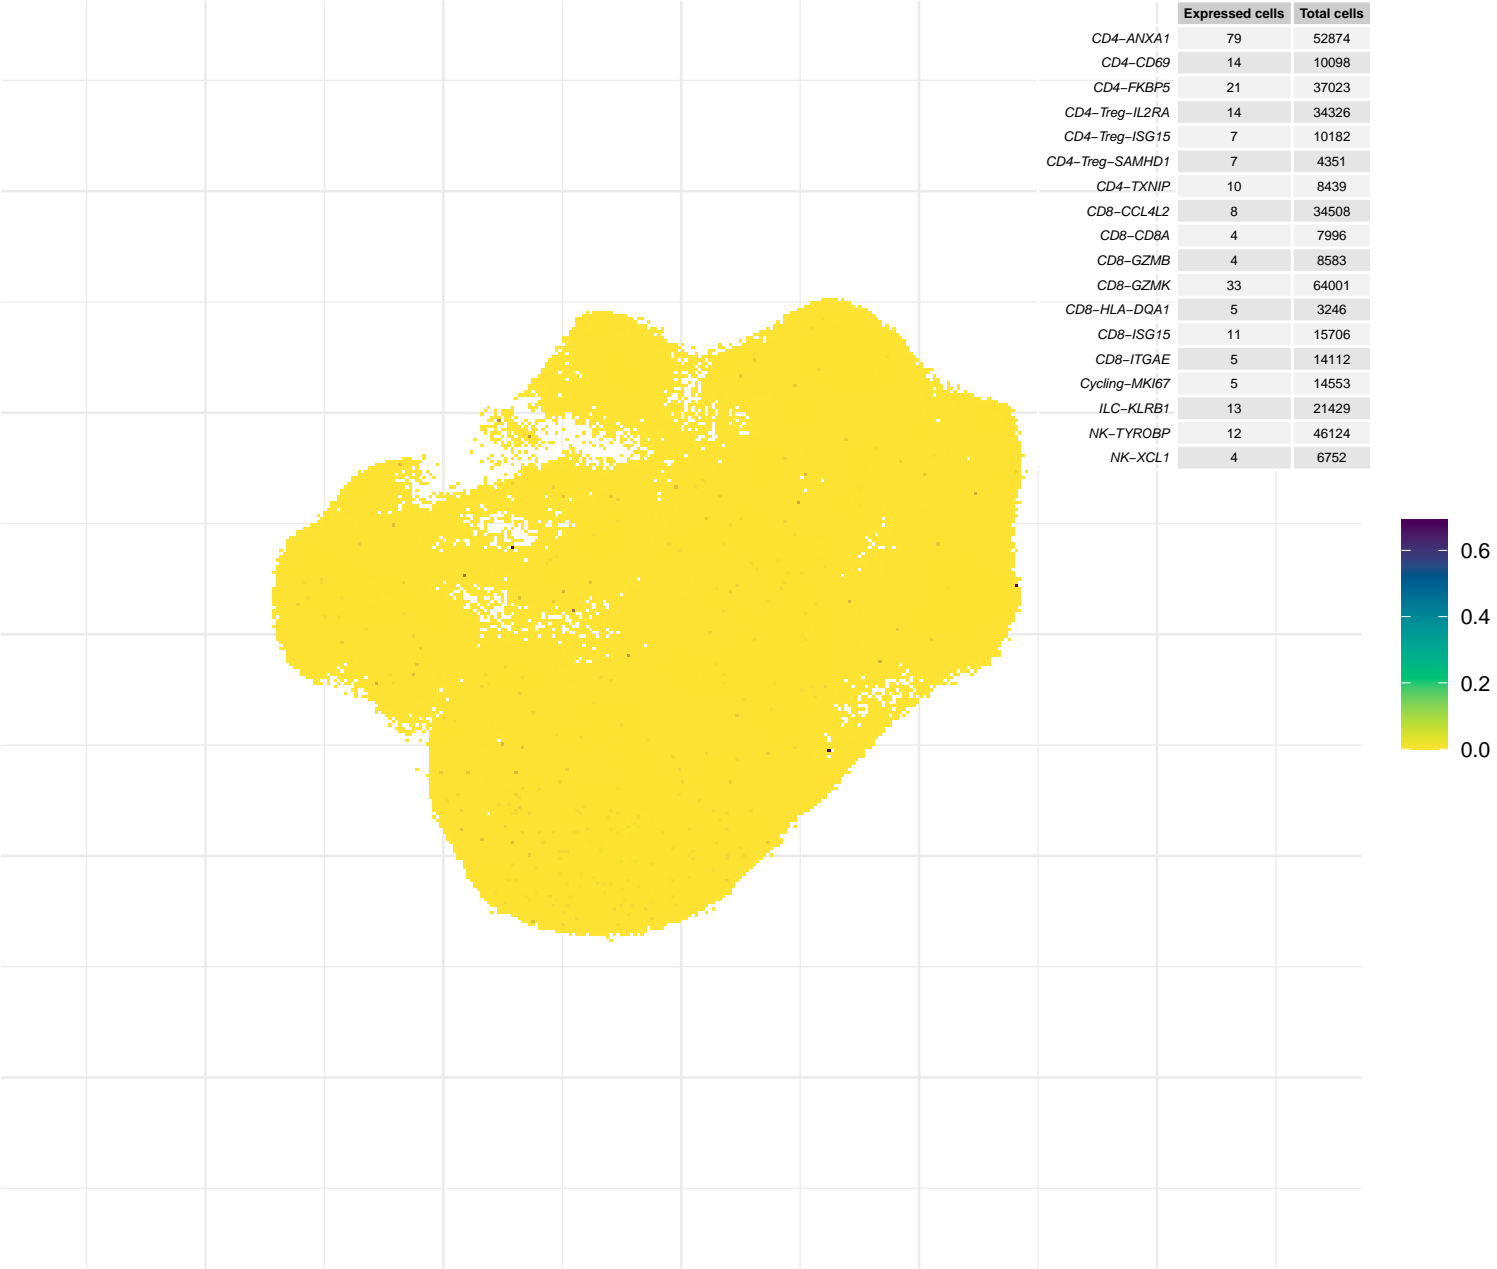 Expressed cells Total cells
CD4−ANXA1 79 52874
CD4−CD69 14 10098
CD4−FKBP5 21 37023
CD4−Treg−IL2RA 14 34326
CD4−Treg−ISG15 7 10182
CD4−Treg−SAMHD1 7 4351
CD4−TXNIP 10 8439
CD8−CCL4L2 8 34508
CD8−CD8A 4 7996
CD8−GZMB 4 8583
CD8−GZMK 33 64001
CD8−HLA−DQA1 5 3246
CD8−ISG15 11 15706
CD8−ITGAE 5 14112
Cycling−MKI67 5 14553
ILC−KLRB1 13 21429
NK−TYROBP 12 46124
NK−XCL1 4 6752
0.6
0.4
0.2
0.0